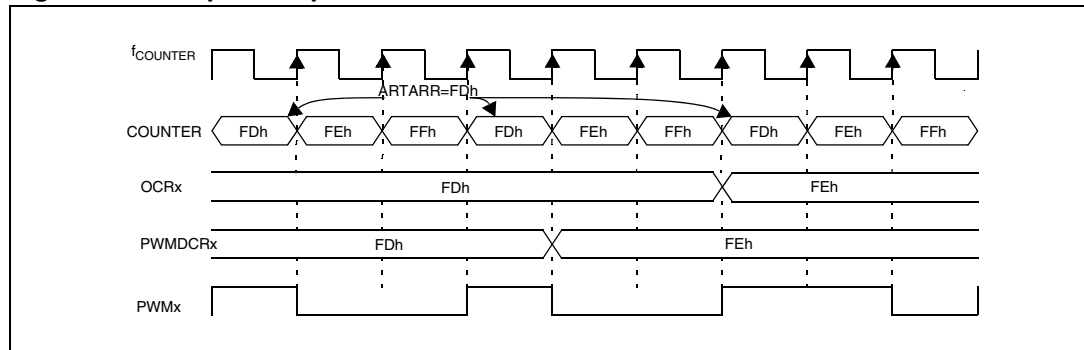 fCOUNTER
ARTARR=FDh
COUNTER FDh FEh FFh FDh FEh FFh FDh FEh FFh
OCRx FDh FEh
PWMDCRx FDh FEh
PWMx